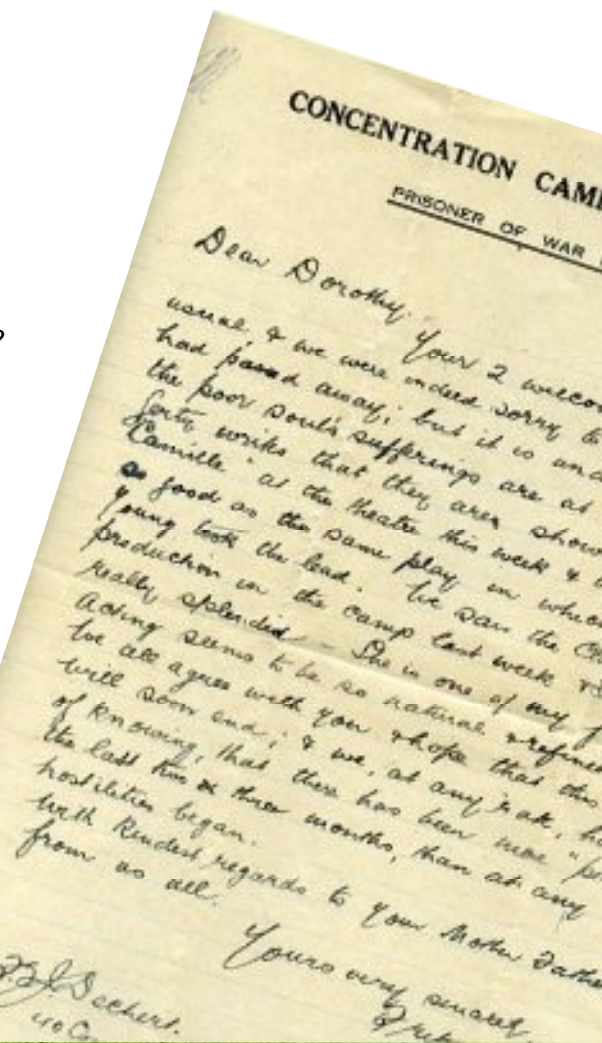 CONCENTRATION CAM
PRISONER OF WAR
Dear Dorothy.
Your 2 welco
usual, & we were indeed sorry to
had passed away; but it is und
the poor soul's sufferings are at
writes that they are show
"Camille" at the theatre this week &
so good as the same play in which
Young took the lead. We saw the C
production in the camp last week &
really splendid — She is one of my f
acting seems to be so natural & refine
We all agree with you & hope that this
will soon end; & we, at any rate, ha
of knowing, that there has been more "pe
the last two or three months, than at any
hostilities began.
With kindest regards to your Mother Father
from us all.
Yours very sincerely,